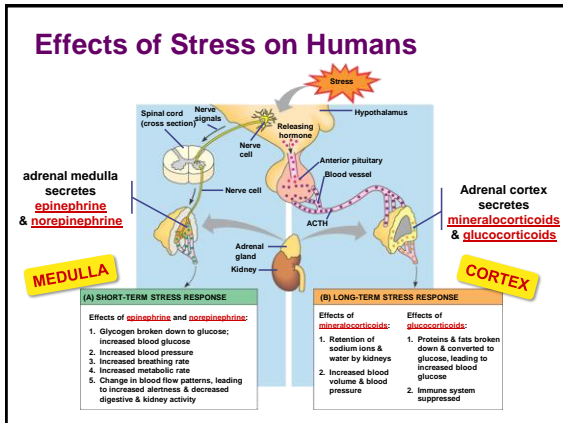 Effects of Stress on Humans
Stress
Hypothalamus
Spinal cord
(cross section)
Nerve
signals
Releasing
hormone
Nerve
cell
Anterior pituitary
Blood vessel
Nerve cell
ACTH
adrenal medulla
secretes
epinephrine
& norepinephrine
Adrenal cortex
secretes
mineralocorticoids
& glucocorticoids
Adrenal
gland
Kidney
MEDULLA
CORTEX
(A) SHORT-TERM STRESS RESPONSE
Effects of epinephrine and norepinephrine:
1. Glycogen broken down to glucose;
increased blood glucose
2. Increased blood pressure
3. Increased breathing rate
4. Increased metabolic rate
5. Change in blood flow patterns, leading
to increased alertness & decreased
digestive & kidney activity
(B) LONG-TERM STRESS RESPONSE
Effects of
mineralocorticoids:
1. Retention of
sodium ions &
water by kidneys
2. Increased blood
volume & blood
pressure
Effects of
glucocorticoids:
1. Proteins & fats broken
down & converted to
glucose, leading to
increased blood
glucose
2. Immune system
suppressed